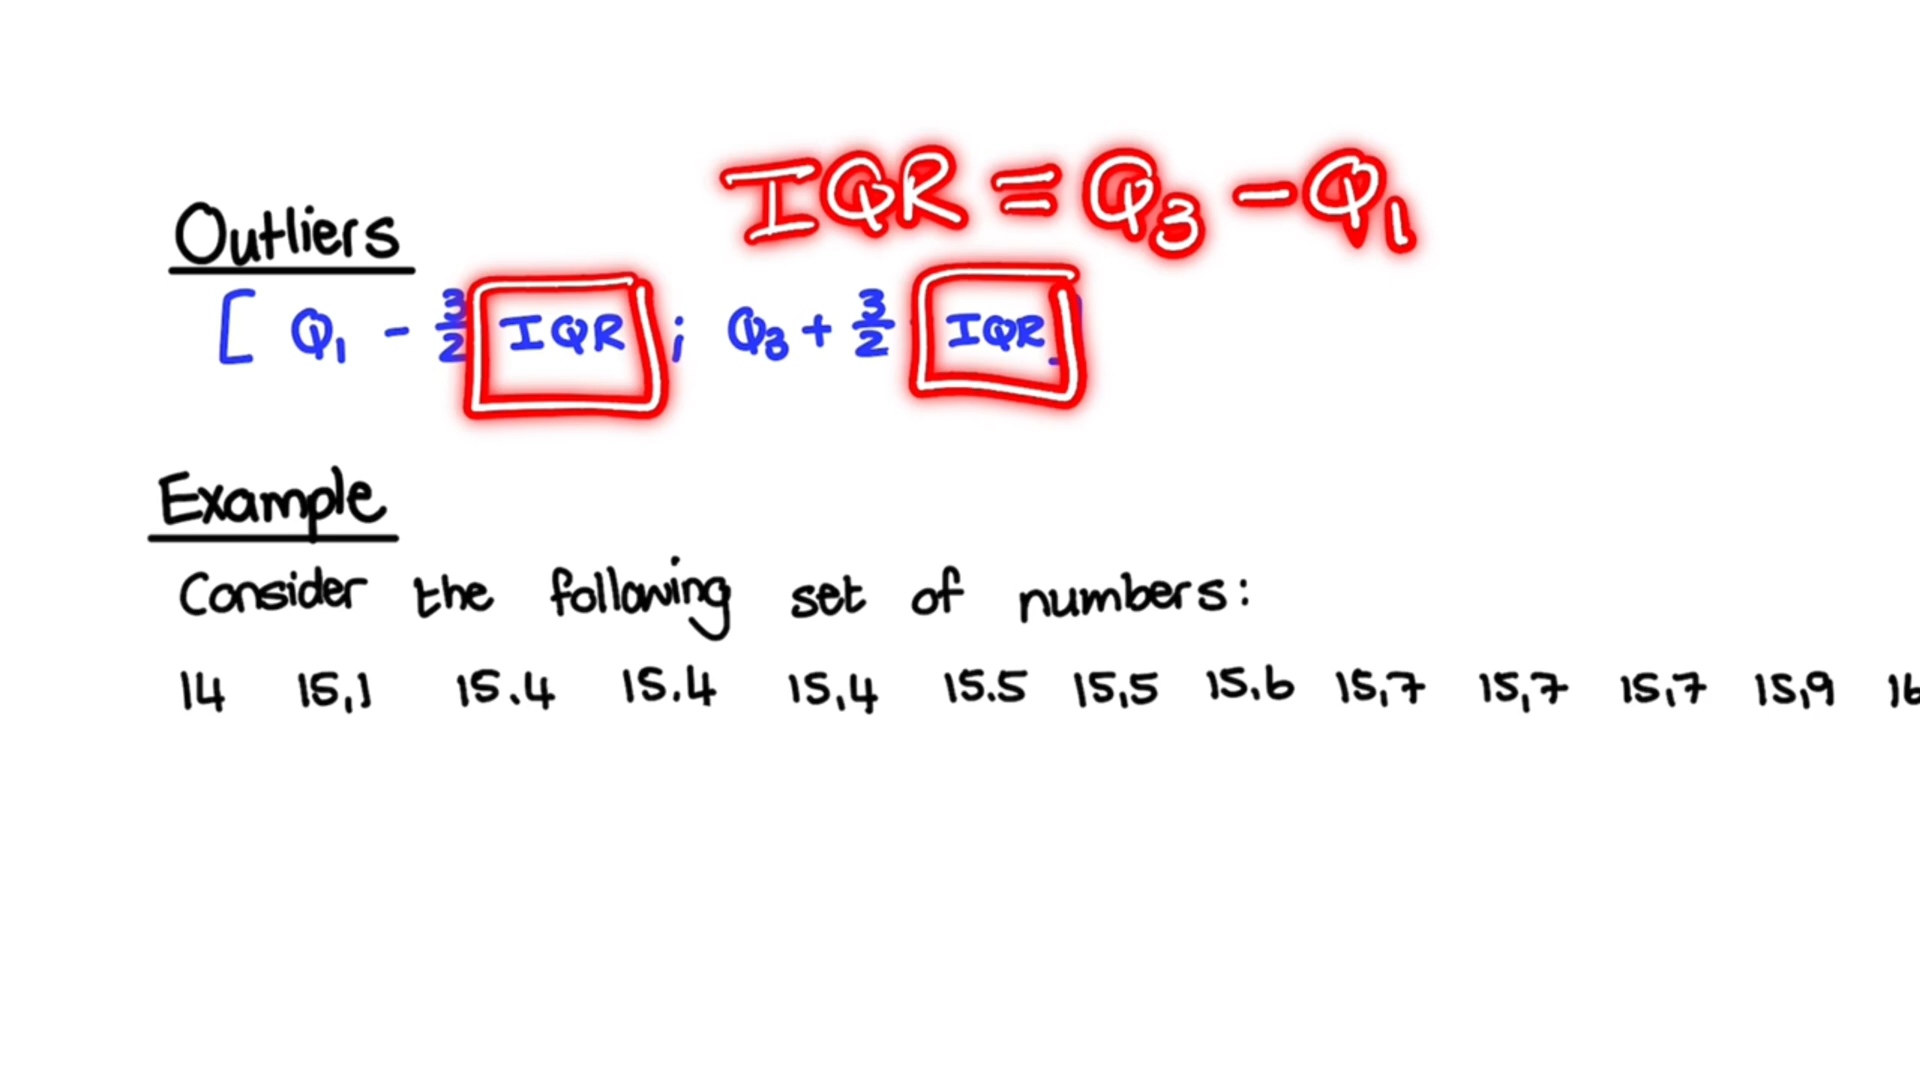 IQR = Q₃ - Q₁
Outliers
[ Q₁ - 3/2 IQR ; Q₃ + 3/2 IQR ]
Example
Consider the following set of numbers:
14 15,1 15.4 15.4 15,4 15.5 15,5 15.6 15,7 15,7 15,7 15,9